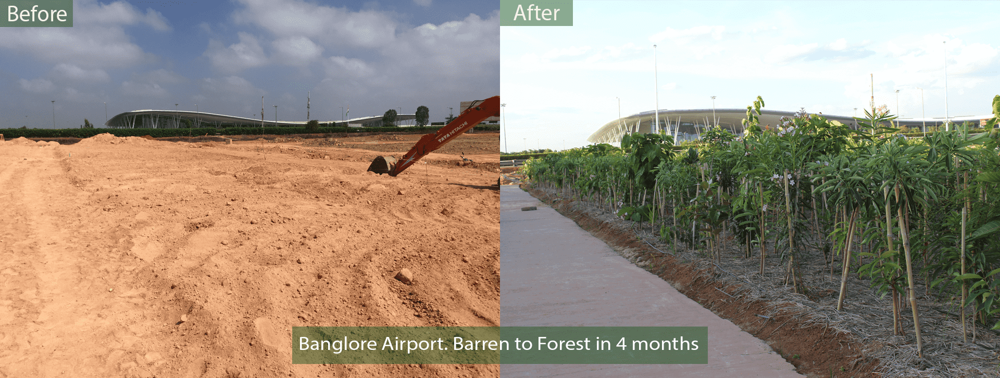 Before
After
TATA HITACHI
Banglore Airport. Barren to Forest in 4 months